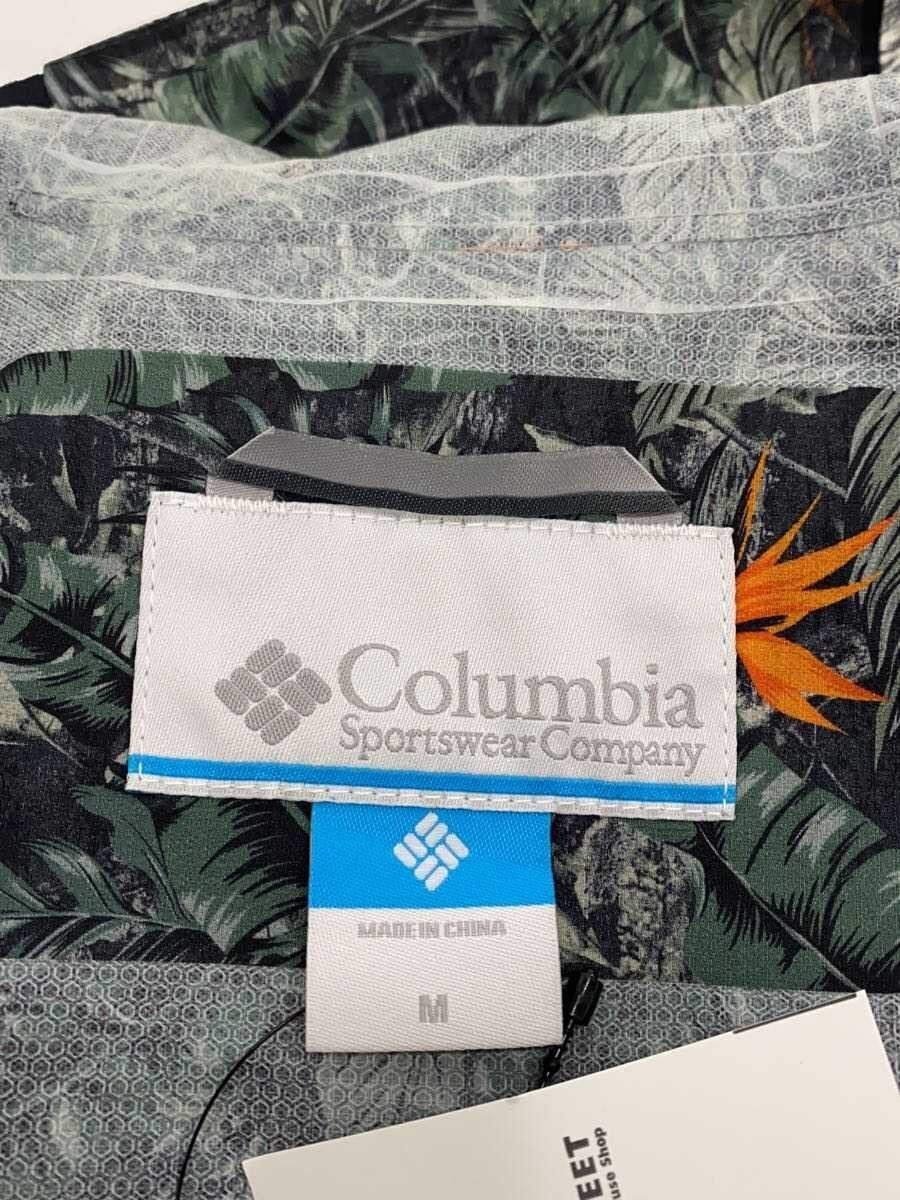 Columbia
Sportswear Company
MADE IN CHINA
M
EET
use Shop